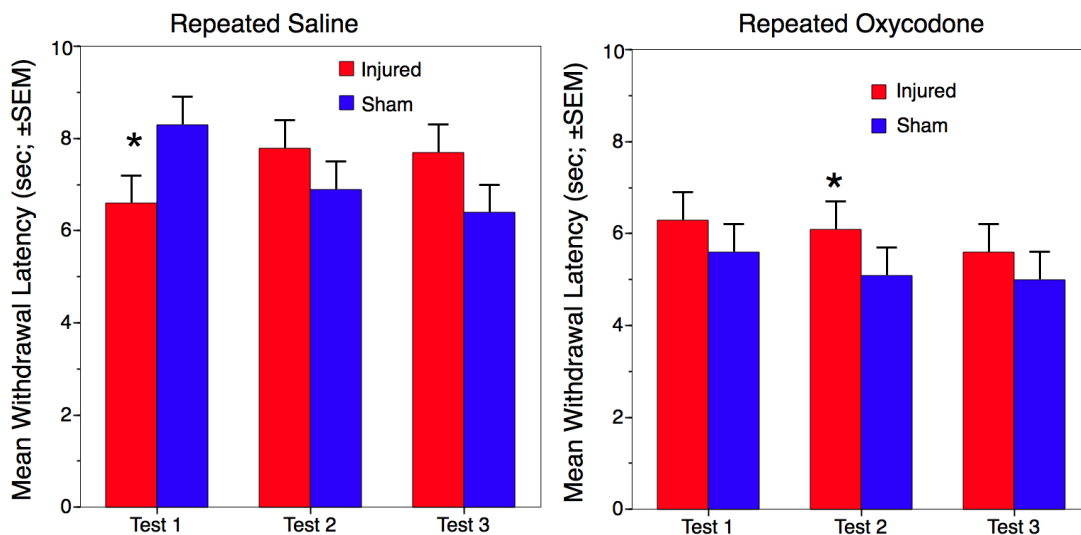 Repeated Saline
Mean Withdrawal Latency (sec; ±SEM)
10
8
6
4
2
0
Injured
Sham
*
Test 1
Test 2
Test 3
Repeated Oxycodone
Mean Withdrawal Latency (sec; ±SEM)
10
8
6
4
2
0
Injured
Sham
*
Test 1
Test 2
Test 3